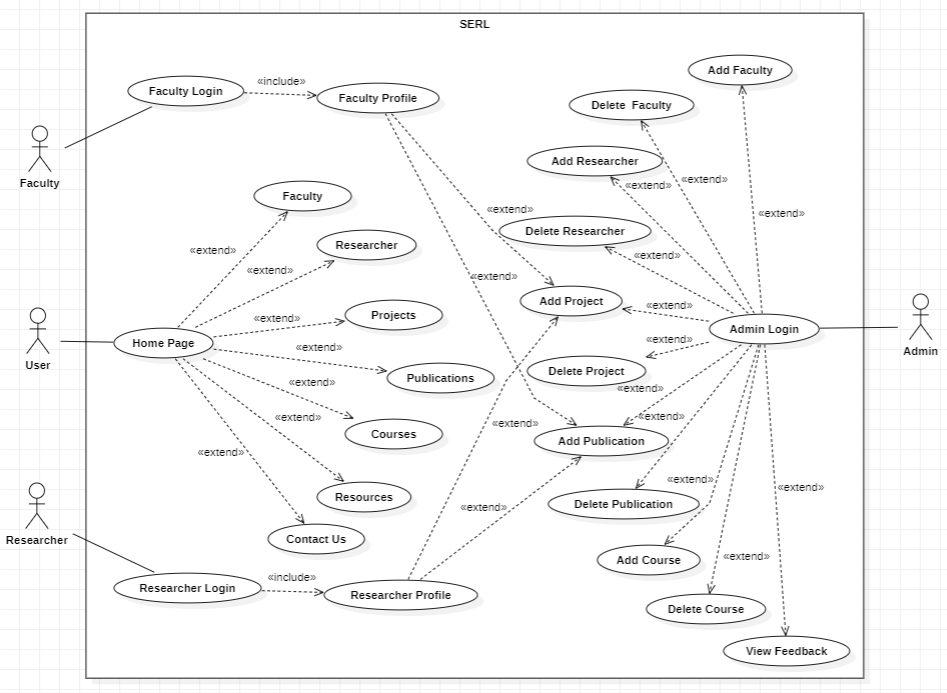 SERL
Add Faculty
«include»
Faculty Login
Faculty Profile
Delete  Faculty
Add Researcher
«extend»
«extend»
Faculty
Faculty
«extend»
«extend»
Delete Researcher
«extend»
Researcher
«extend»
«extend»
«extend»
Add Project
«extend»
Projects
«extend»
Admin Login
Admin
User
Home Page
«extend»
«extend»
Publications
Delete Project
«extend»
«extend»
«extend»
«extend»
«extend»
Courses
Add Publication
«extend»
«extend»
Resources
Delete Publication
«extend»
«extend»
Researcher
Contact Us
Add Course
«extend»
«include»
Researcher Login
Researcher Profile
Delete Course
View Feedback